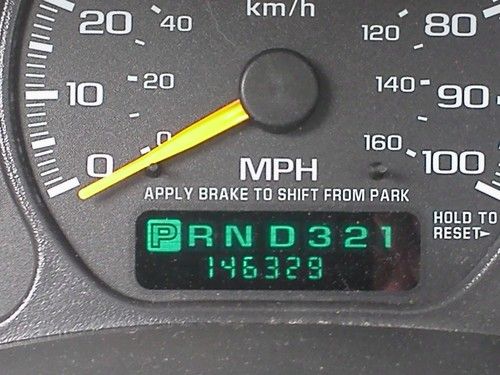 km/h
20 40 120 80
10 20 140 90
0 0 160 100
MPH
APPLY BRAKE TO SHIFT FROM PARK
HOLD TO
RESET
PRND321
146329